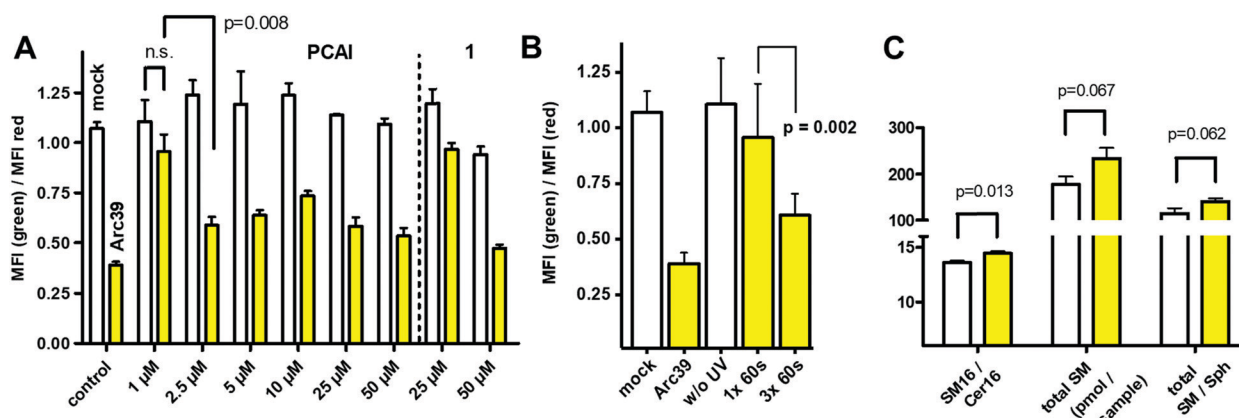 A
p=0.008
n.s.
PCAI
1
mock
Arc39
MFI (green) / MFI red
1.25
1.00
0.75
0.50
0.25
0.00
control
1 µM
2.5 µM
5 µM
10 µM
25 µM
50 µM
25 µM
50 µM
B
p = 0.002
MFI (green) / MFI (red)
1.25
1.00
0.75
0.50
0.25
mock
Arc39
w/o UV
1x 60s
3x 60s
C
p=0.067
p=0.062
p=0.013
300
200
100
15
10
SM16 /
Cer16
total SM
(pmol /
sample)
total
SM / Sph